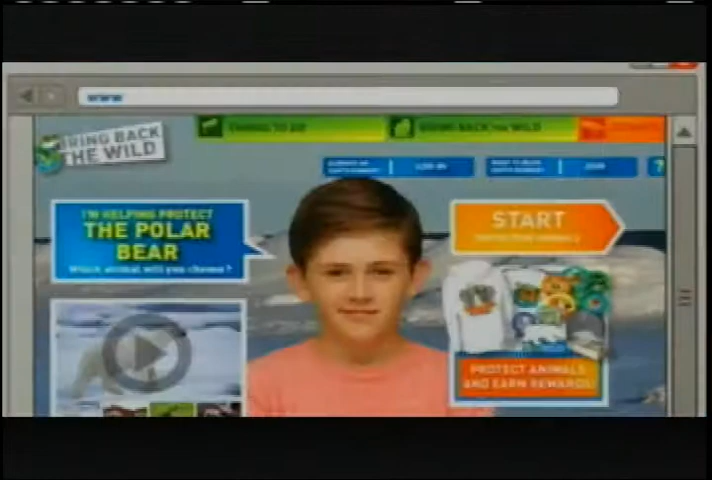 www
BRING BACK
THE WILD
THINGS TO DO
BRING BACK THE WILD
LOG IN
JOIN
?
I'M HELPING PROTECT
THE POLAR
BEAR
Which animal will you choose?
START
PROTECT ANIMALS
AND EARN REWARDS!